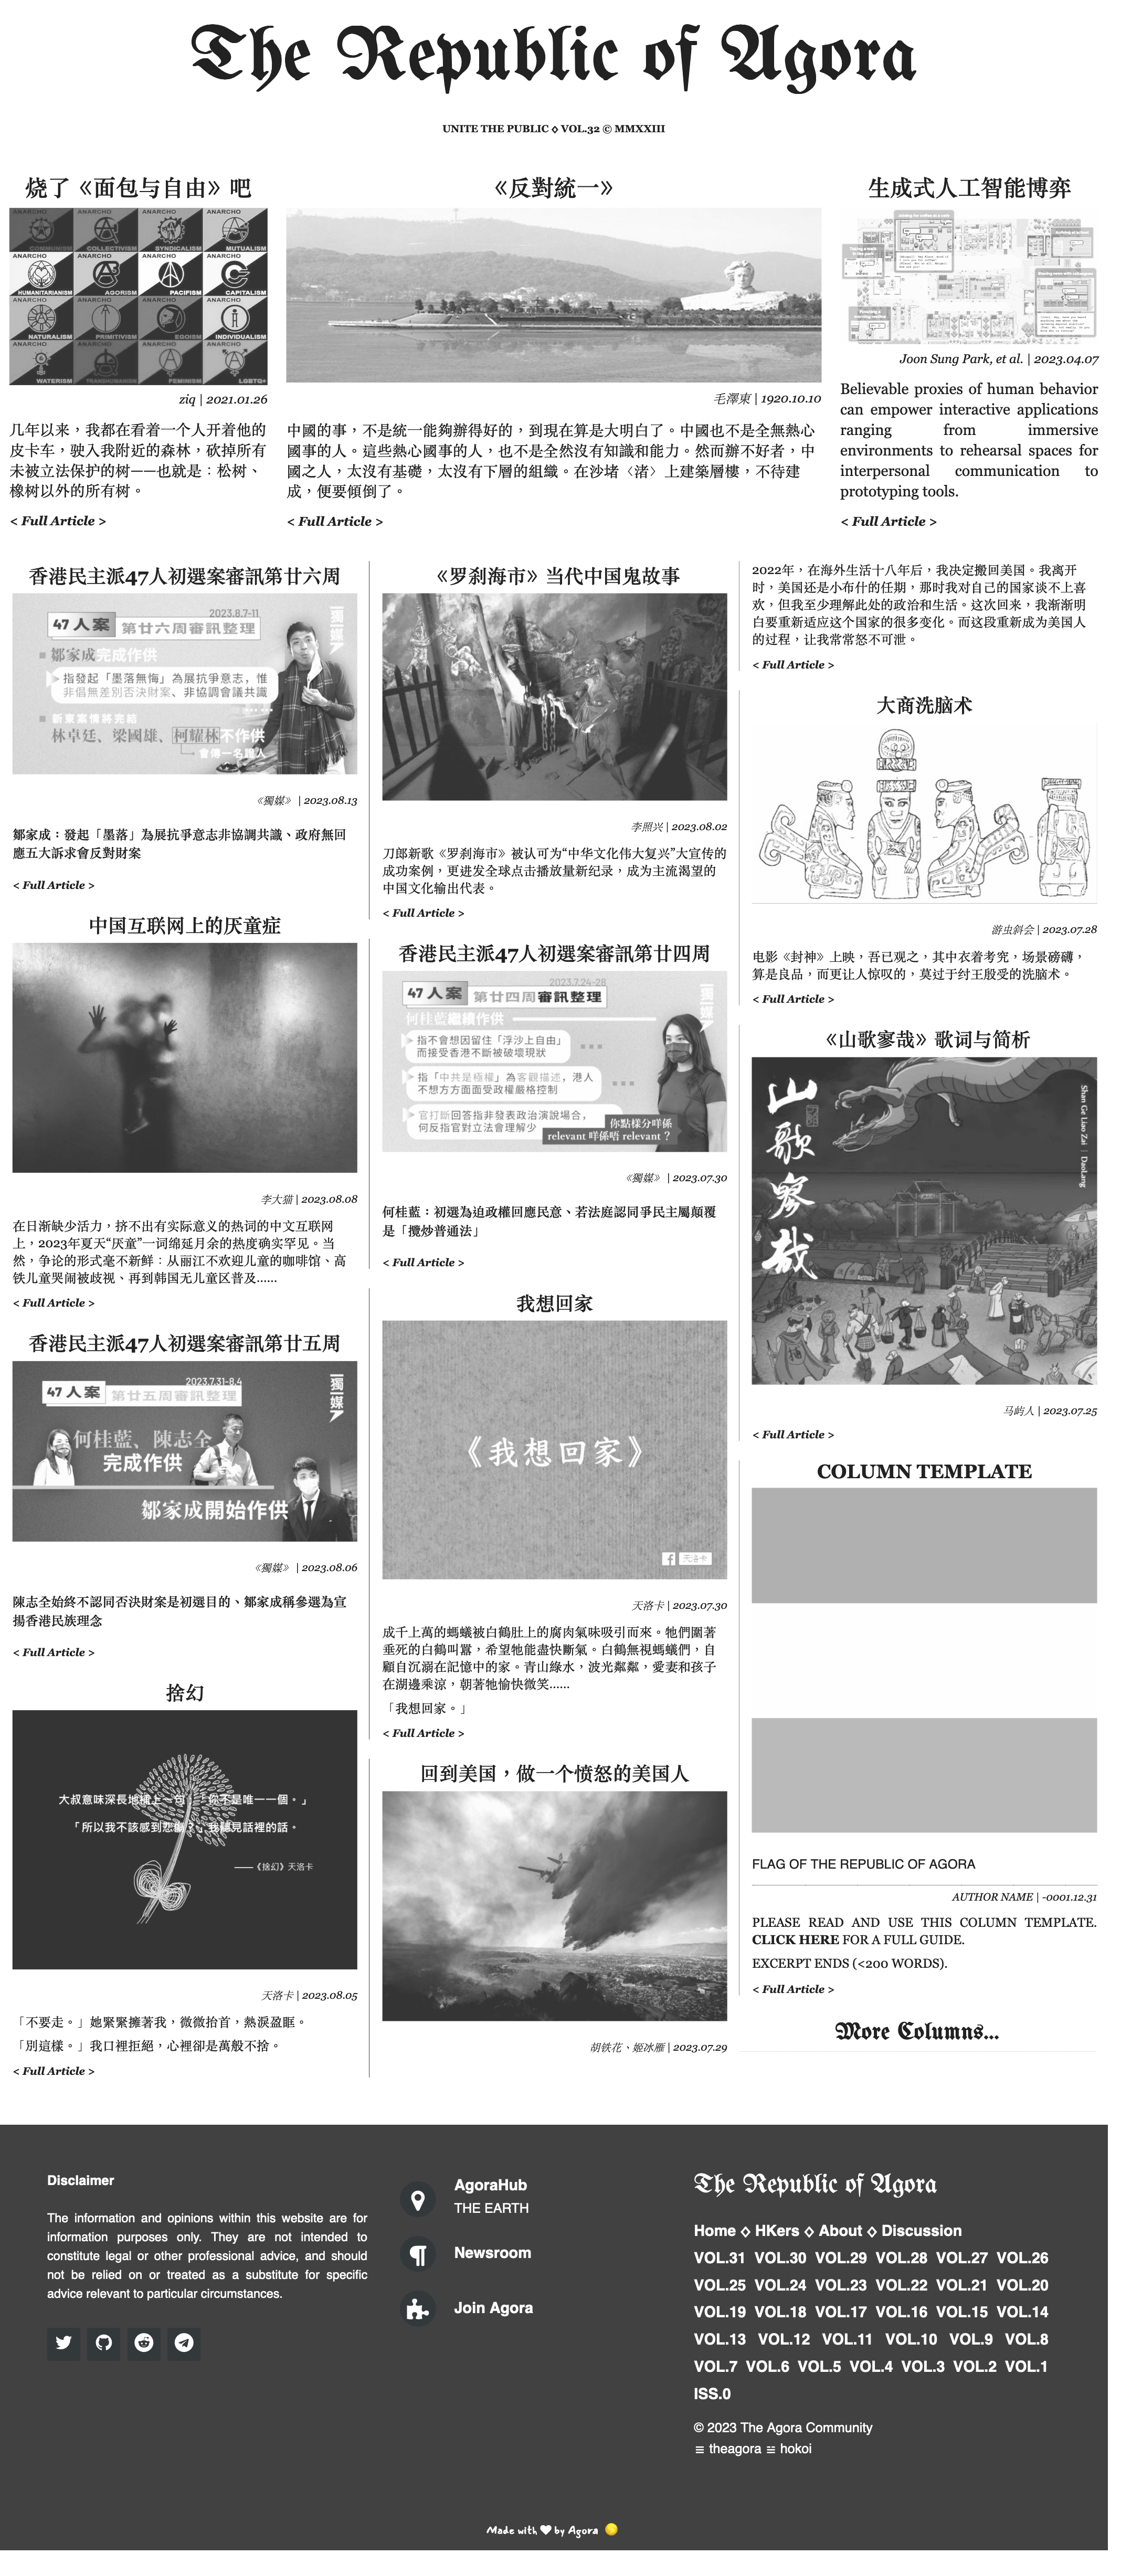 The Republic of Agora
UNITE THE PUBLIC ◊ VOL.32 © MMXXIII
烧了《面包与自由》吧
ANARCHO ANARCHO ANARCHO ANARCHO
COMMUNISM COLLECTIVISM SYNDICALISM MUTUALISM
ANARCHO ANARCHO ANARCHO ANARCHO
HUMANITARIANISM AGORISM PACIFISM CAPITALISM
ANARCHO ANARCHO ANARCHO ANARCHO
NATURALISM PRIMITIVISM EGOISM INDIVIDUALISM
ANARCHO ANARCHO ANARCHO ANARCHO
WATERISM TRANSHUMANISM FEMINISM LGBTQ+
ziq | 2021.01.26
几年以来，我都在看着一个人开着他的
皮卡车，驶入我附近的森林，砍掉所有
未被立法保护的树——也就是：松树、
橡树以外的所有树。
< Full Article >
《反對統一》
毛澤東 | 1920.10.10
中國的事，不是統一能夠辦得好的，到現在算是大明白了。中國也不是全無熱心
國事的人。這些熱心國事的人，也不是全然沒有知識和能力。然而辦不好者，中
國之人，太沒有基礎，太沒有下層的組織。在沙堵〈渚〉上建築層樓，不待建
成，便要傾倒了。
< Full Article >
生成式人工智能博弈
Joon Sung Park, et al. | 2023.04.07
Believable proxies of human behavior
can empower interactive applications
ranging from immersive
environments to rehearsal spaces for
interpersonal communication to
prototyping tools.
< Full Article >
香港民主派47人初選案審訊第廿六周
2023.8.7-11
47 人案 第廿六周審訊整理
獨媒
鄒家成完成作供
指發起「墨落無悔」為展抗爭意志，惟
非倡無差別否決財案、非協調會議共識
新東案情將完結
林卓廷、梁國雄、柯耀林不作供
會傳一名證人
《獨媒》 | 2023.08.13
鄒家成：發起「墨落」為展抗爭意志非協調共識、政府無回
應五大訴求會反對財案
< Full Article >
中国互联网上的厌童症
李大猫 | 2023.08.08
在日渐缺少活力，挤不出有实际意义的热词的中文互联网
上，2023年夏天“厌童”一词绵延月余的热度确实罕见。当
然，争论的形式毫不新鲜：从丽江不欢迎儿童的咖啡馆、高
铁儿童哭闹被歧视、再到韩国无儿童区普及……
< Full Article >
香港民主派47人初選案審訊第廿五周
2023.7.31-8.4
47 人案 第廿五周審訊整理
獨媒
何桂藍、陳志全
完成作供
鄒家成開始作供
《獨媒》 | 2023.08.06
陳志全始終不認同否決財案是初選目的、鄒家成稱參選為宣
揚香港民族理念
< Full Article >
捨幻
大叔意味深長地補上一句：「你不是唯一一個。」
「所以我不該感到悲傷？」我聽見話裡的話。
——《捨幻》天洛卡
天洛卡 | 2023.08.05
「不要走。」她緊緊擁著我，微微抬首，熱淚盈眶。
「別這樣。」我口裡拒絕，心裡卻是萬般不捨。
< Full Article >
《罗刹海市》当代中国鬼故事
李照兴 | 2023.08.02
刀郎新歌《罗刹海市》被认可为“中华文化伟大复兴”大宣传的
成功案例，更迸发全球点击播放量新纪录，成为主流渴望的
中国文化输出代表。
< Full Article >
香港民主派47人初選案審訊第廿四周
2023.7.24-28
47 人案 第廿四周審訊整理
獨媒
何桂藍繼續作供
指不會想因留住「浮沙上自由」
而接受香港不斷被破壞現狀
指「中共是極權」為客觀描述，港人
不想方方面面受政權嚴格控制
官打斷回答指非發表政治演說場合，
何反指官對立法會理解少
你點樣分咩係
relevant 咩係唔 relevant？
《獨媒》 | 2023.07.30
何桂藍：初選為迫政權回應民意、若法庭認同爭民主屬顛覆
是「攬炒普通法」
< Full Article >
我想回家
《我想回家》
天洛卡
天洛卡 | 2023.07.30
成千上萬的螞蟻被白鶴肚上的腐肉氣味吸引而來。牠們圍著
垂死的白鶴叫囂，希望牠能盡快斷氣。白鶴無視螞蟻們，自
顧自沉溺在記憶中的家。青山綠水，波光粼粼，愛妻和孩子
在湖邊乘涼，朝著牠愉快微笑……
「我想回家。」
< Full Article >
回到美国，做一个愤怒的美国人
胡轶花、姬冰雁 | 2023.07.29
2022年，在海外生活十八年后，我决定搬回美国。我离开
时，美国还是小布什的任期，那时我对自己的国家谈不上喜
欢，但我至少理解此处的政治和生活。这次回来，我渐渐明
白要重新适应这个国家的很多变化。而这段重新成为美国人
的过程，让我常常怒不可泄。
< Full Article >
大商洗脑术
游虫斜会 | 2023.07.28
电影《封神》上映，吾已观之，其中衣着考究，场景磅礴，
算是良品，而更让人惊叹的，莫过于纣王殷受的洗脑术。
< Full Article >
《山歌寥哉》歌词与简析
山歌寥哉
Shan Ge Liao Zai | DaoLang
马屿人 | 2023.07.25
< Full Article >
COLUMN TEMPLATE
FLAG OF THE REPUBLIC OF AGORA
AUTHOR NAME | -0001.12.31
PLEASE READ AND USE THIS COLUMN TEMPLATE.
CLICK HERE FOR A FULL GUIDE.
EXCERPT ENDS (<200 WORDS).
< Full Article >
More Columns...
Disclaimer
The information and opinions within this website are for
information purposes only. They are not intended to
constitute legal or other professional advice, and should
not be relied on or treated as a substitute for specific
advice relevant to particular circumstances.
AgoraHub
THE EARTH
Newsroom
Join Agora
The Republic of Agora
Home ◊ HKers ◊ About ◊ Discussion
VOL.31 VOL.30 VOL.29 VOL.28 VOL.27 VOL.26
VOL.25 VOL.24 VOL.23 VOL.22 VOL.21 VOL.20
VOL.19 VOL.18 VOL.17 VOL.16 VOL.15 VOL.14
VOL.13 VOL.12 VOL.11 VOL.10 VOL.9 VOL.8
VOL.7 VOL.6 VOL.5 VOL.4 VOL.3 VOL.2 VOL.1
ISS.0
© 2023 The Agora Community
☰ theagora ☱ hokoi
Made with ♥ by Agora